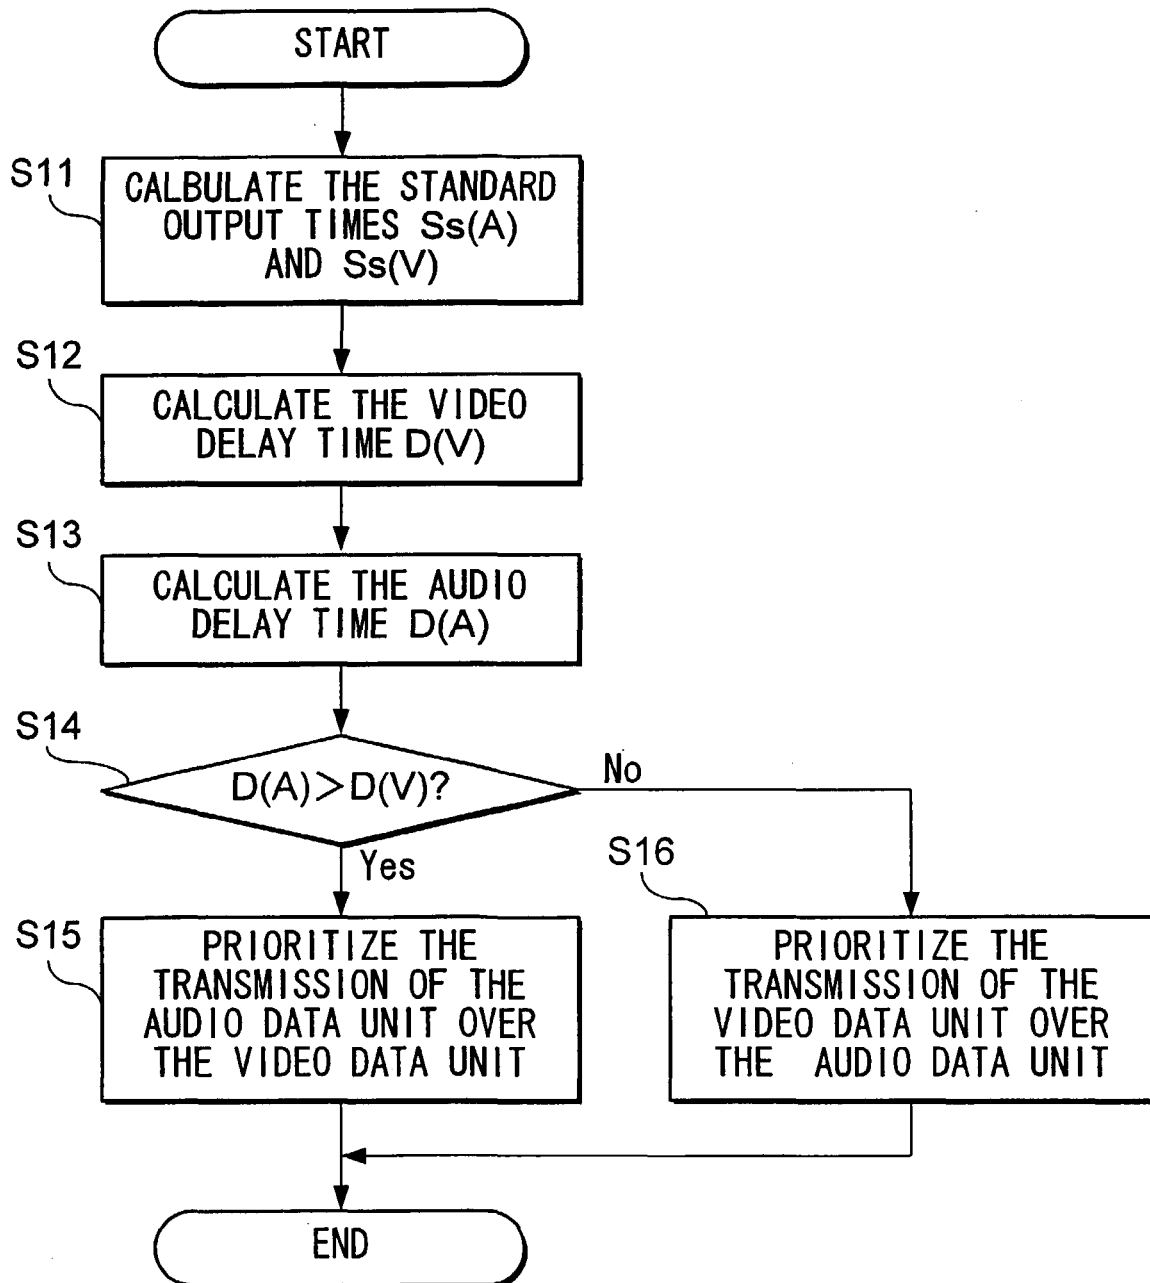 START
S11
CALBULATE THE STANDARD
OUTPUT TIMES Ss(A)
AND Ss(V)
S12
CALCULATE THE VIDEO
DELAY TIME D(V)
S13
CALCULATE THE AUDIO
DELAY TIME D(A)
S14
D(A)>D(V)?
No
Yes
S15
PRIORITIZE THE
TRANSMISSION OF THE
AUDIO DATA UNIT OVER
THE VIDEO DATA UNIT
S16
PRIORITIZE THE
TRANSMISSION OF THE
VIDEO DATA UNIT OVER
THE AUDIO DATA UNIT
END